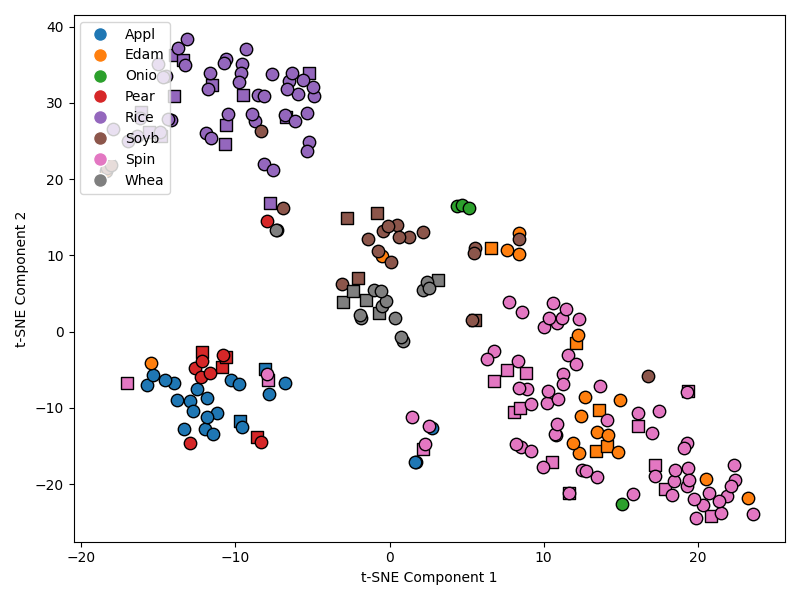 Appl
Edam
Onio
Pear
Rice
Soyb
Spin
Whea
40
30
20
10
0
−10
−20
t-SNE Component 2
−20 −10 0 10 20
t-SNE Component 1